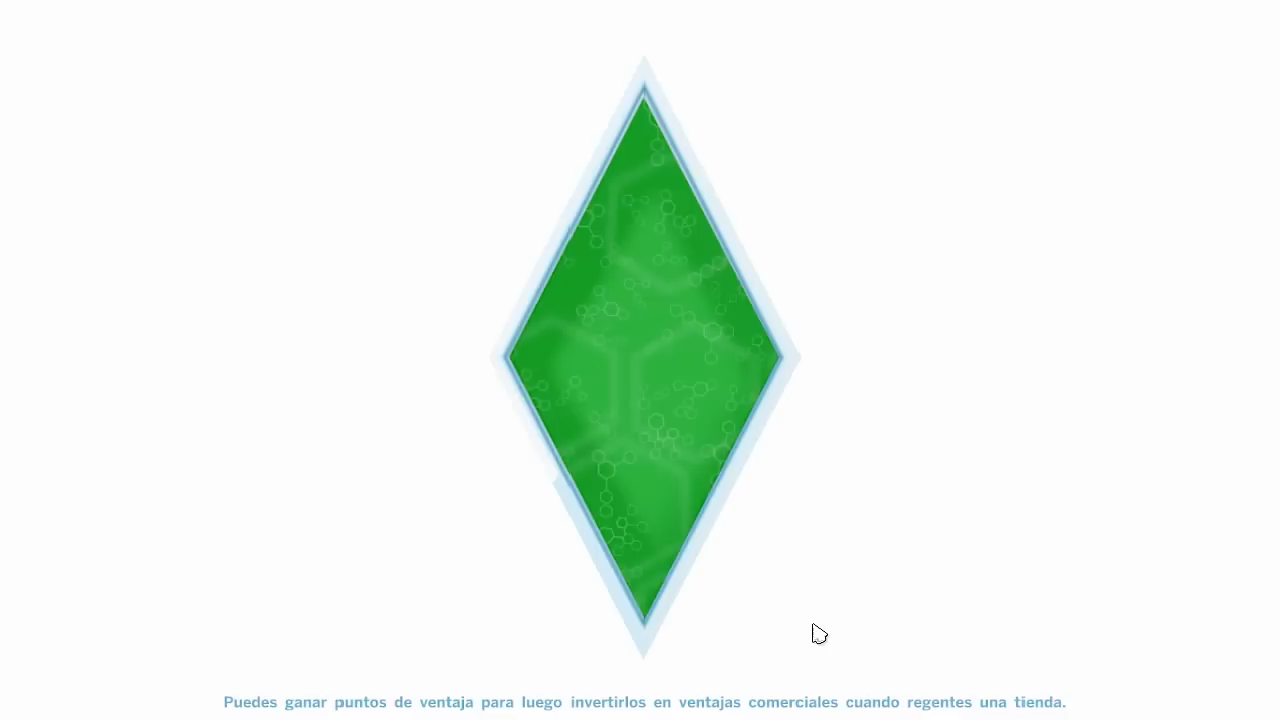 Puedes ganar puntos de ventaja para luego invertirlos en ventajas comerciales cuando regentes una tienda.